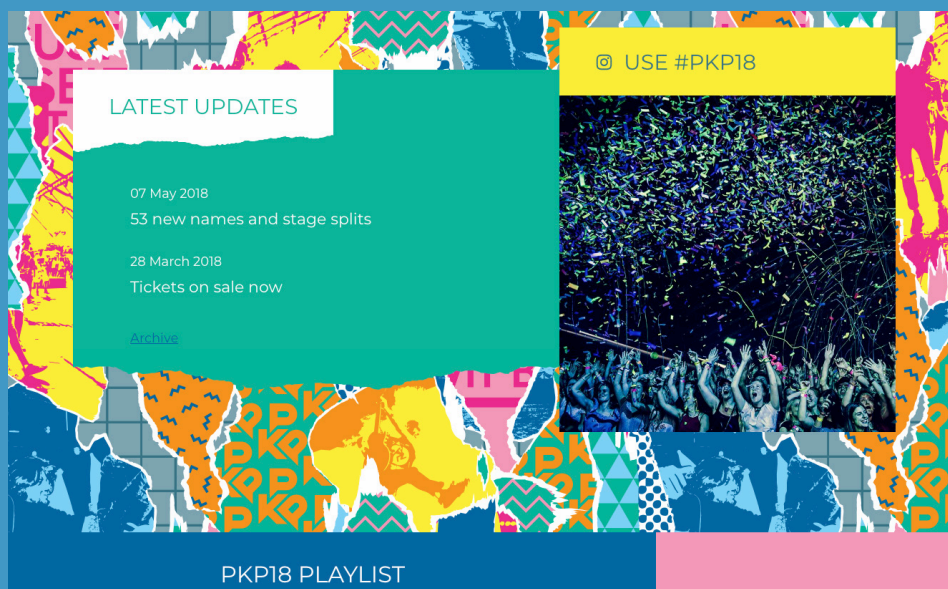 LATEST UPDATES
07 May 2018
53 new names and stage splits
28 March 2018
Tickets on sale now
Archive
USE #PKP18
PKP18 PLAYLIST